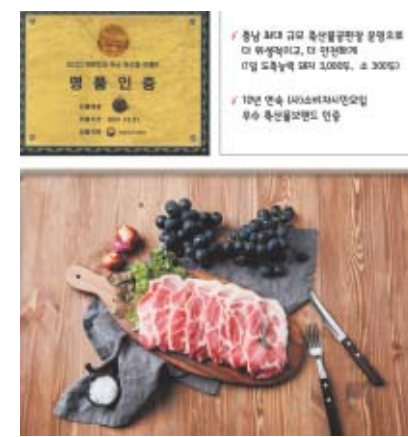 명품인증
✓ 충남 최대 규모 축산물공판장 운영으로
더 위생적이고, 더 안전하게
(1일 도축능력 돼지 3,000두, 소 300두)
✓ 10년 연속 (사)소비자시민모임
우수 축산물브랜드 인증